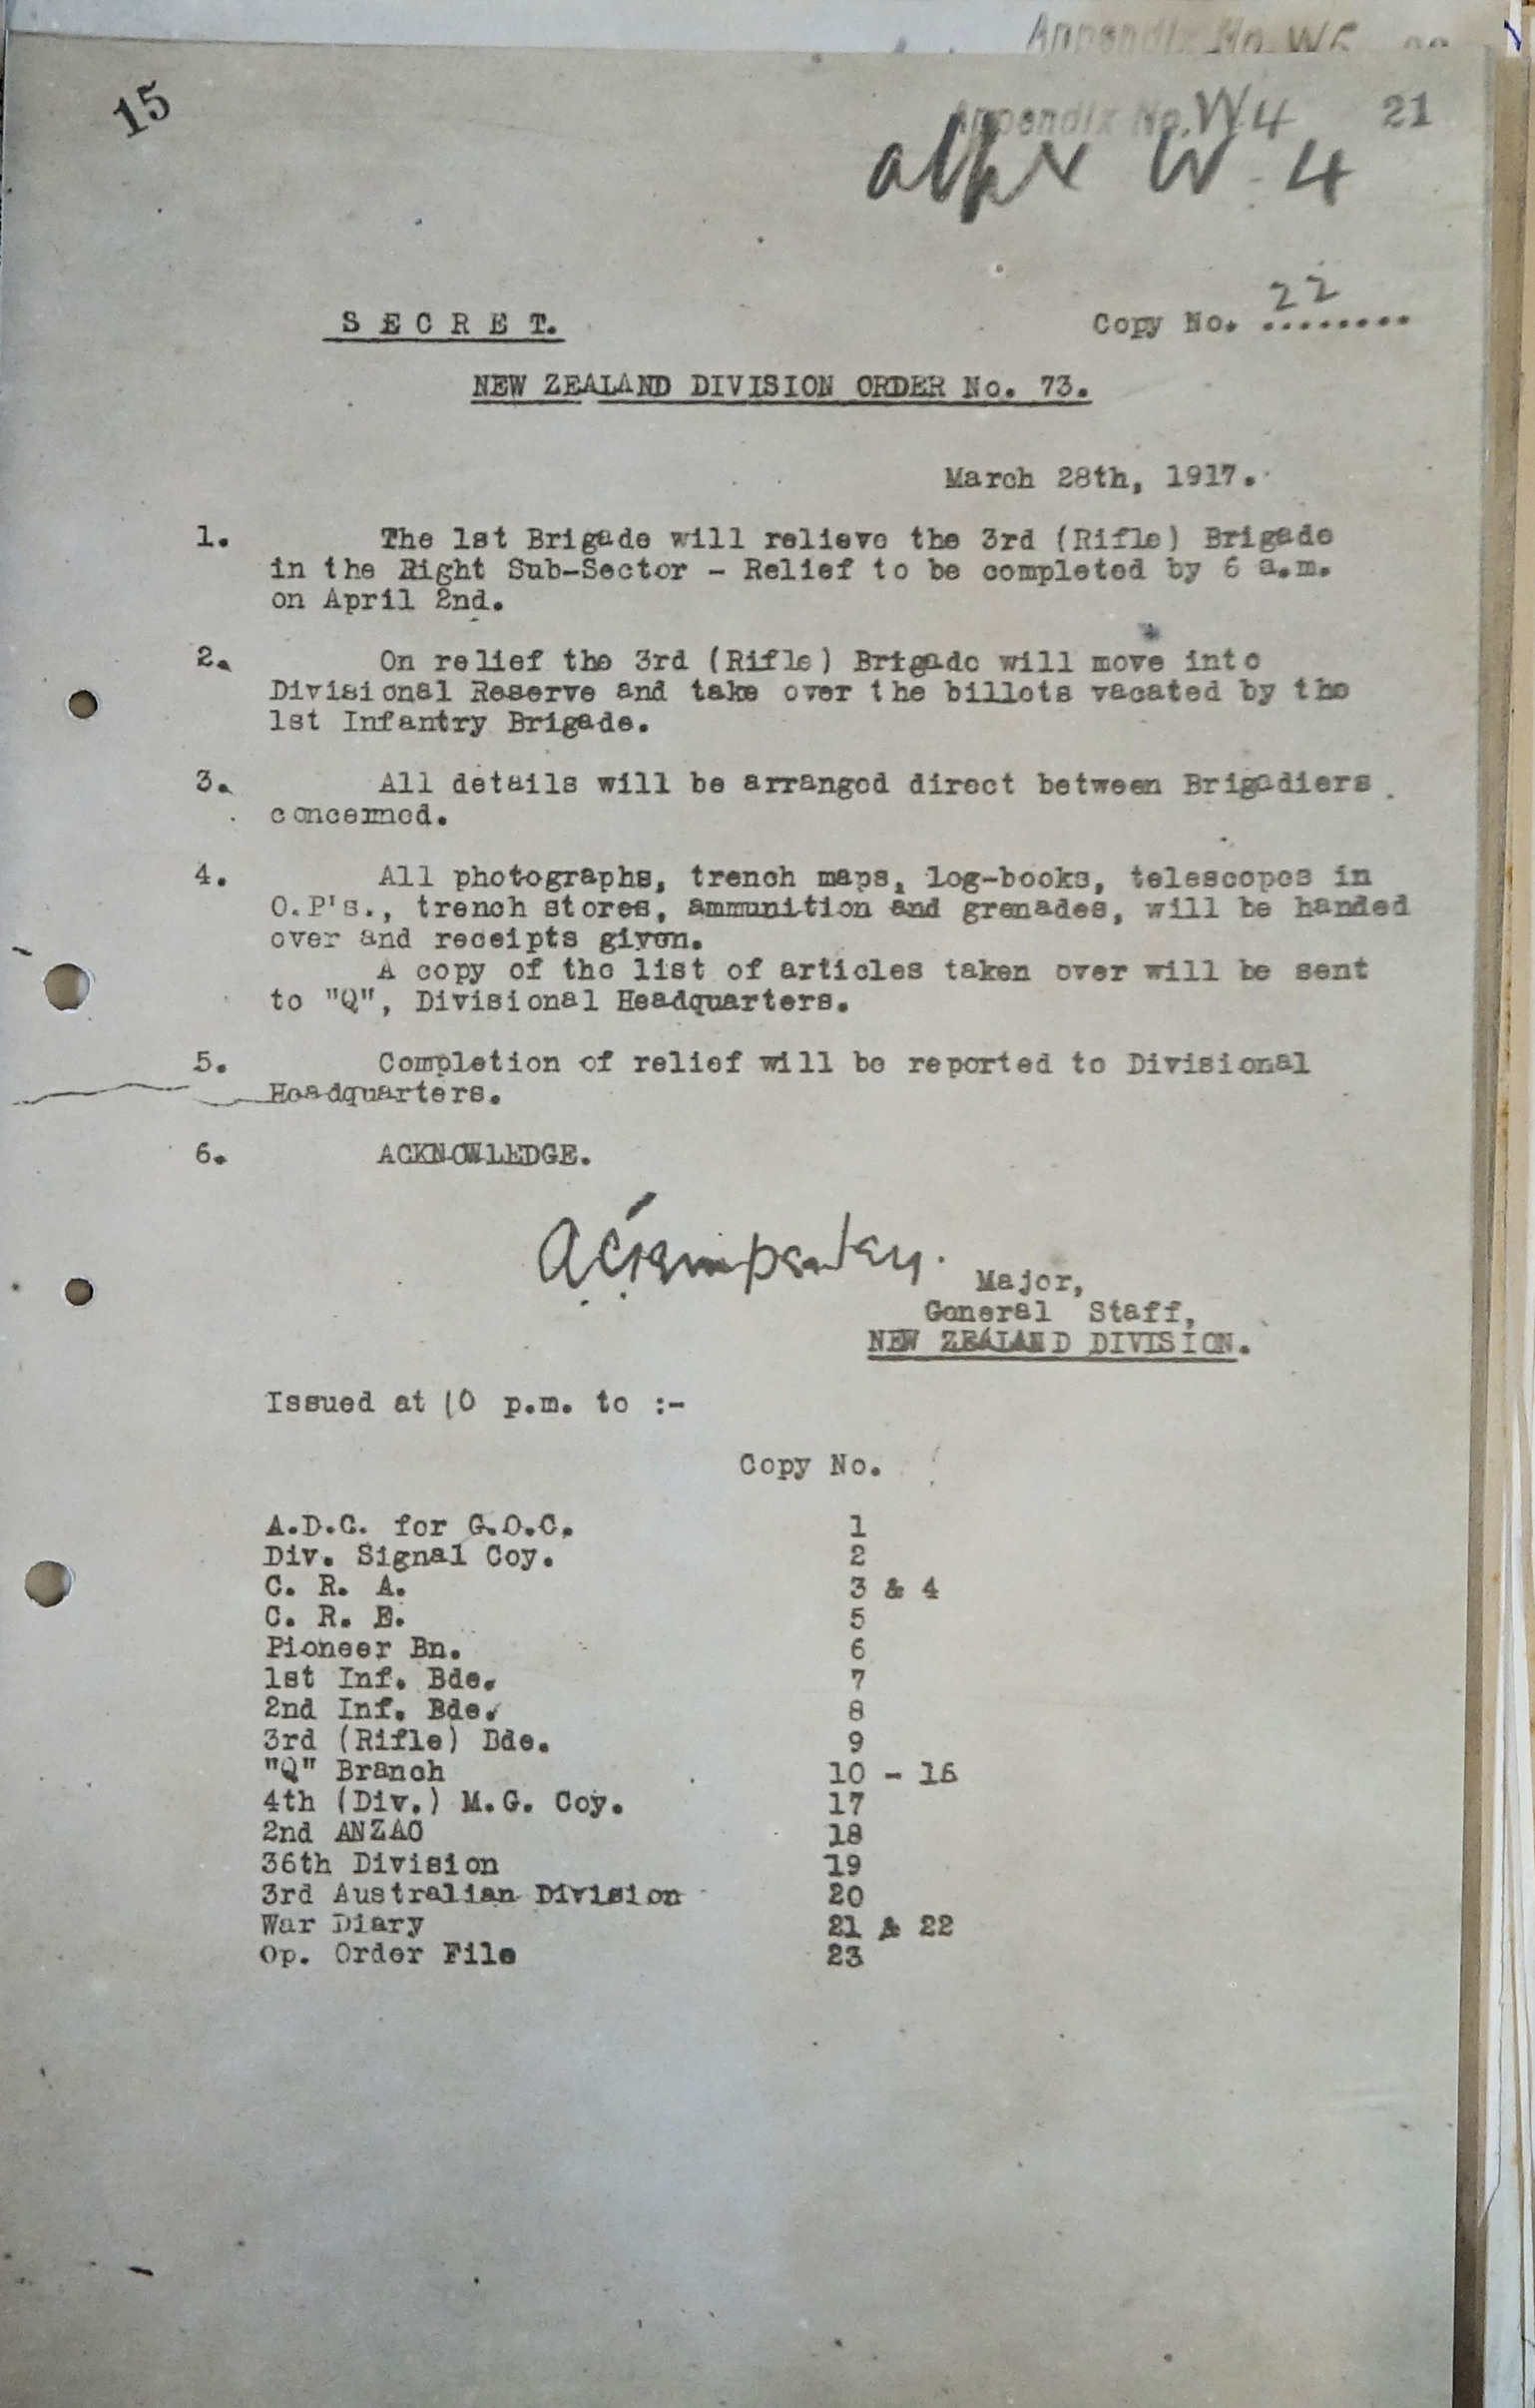 Appendix No. W5
15
Appendix No. W4 21
appx W. 4
SECRET. Copy No. 22
NEW ZEALAND DIVISION ORDER No. 73.
March 28th, 1917.
1. The 1st Brigade will relieve the 3rd (Rifle) Brigade
in the Right Sub-Sector - Relief to be completed by 6 a.m.
on April 2nd.
2. On relief the 3rd (Rifle) Brigade will move into
Divisional Reserve and take over the billets vacated by the
1st Infantry Brigade.
3. All details will be arranged direct between Brigadiers
concerned.
4. All photographs, trench maps, log-books, telescopes in
O.P's., trench stores, ammunition and grenades, will be handed
over and receipts given.
A copy of the list of articles taken over will be sent
to "Q", Divisional Headquarters.
5. Completion of relief will be reported to Divisional
Headquarters.
6. ACKNOWLEDGE.
Major,
General Staff,
NEW ZEALAND DIVISION.
Issued at 10 p.m. to :-
Copy No.
A.D.C. for G.O.C. 1
Div. Signal Coy. 2
C. R. A. 3 & 4
C. R. E. 5
Pioneer Bn. 6
1st Inf. Bde. 7
2nd Inf. Bde. 8
3rd (Rifle) Bde. 9
"Q" Branch 10 - 16
4th (Div.) M.G. Coy. 17
2nd ANZAC 18
36th Division 19
3rd Australian Division 20
War Diary 21 & 22
Op. Order File 23